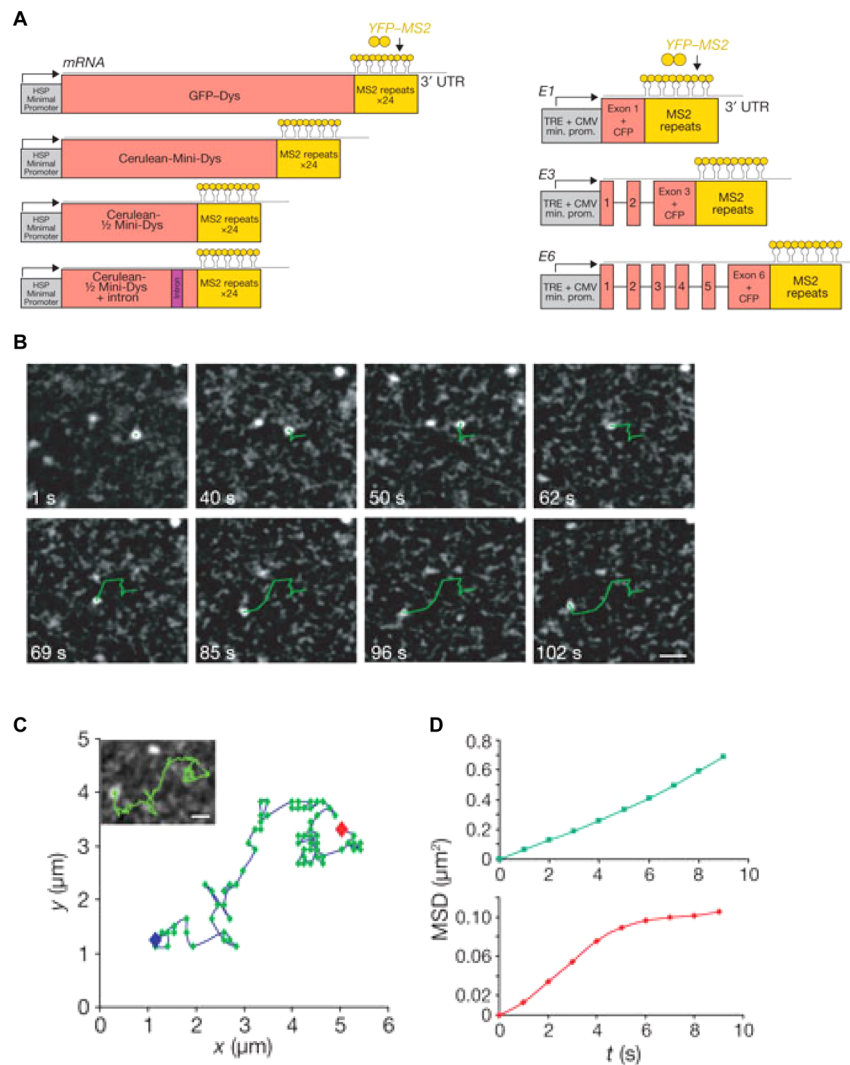 A
YFP–MS2
mRNA
3′ UTR
HSP
Minimal
Promoter
GFP–Dys
MS2 repeats
×24
HSP
Minimal
Promoter
Cerulean-Mini-Dys
MS2 repeats
×24
HSP
Minimal
Promoter
Cerulean-
½ Mini-Dys
MS2 repeats
×24
HSP
Minimal
Promoter
Cerulean-
½ Mini-Dys
+ intron
Intron
MS2 repeats
×24
YFP–MS2
E1
3′ UTR
TRE + CMV
min. prom.
Exon 1
+
CFP
MS2
repeats
E3
TRE + CMV
min. prom.
1
2
Exon 3
+
CFP
MS2
repeats
E6
TRE + CMV
min. prom.
1
2
3
4
5
Exon 6
+
CFP
MS2
repeats
B
1 s
40 s
50 s
62 s
69 s
85 s
96 s
102 s
C
5
4
3
2
1
0
y (μm)
0 1 2 3 4 5 6
x (μm)
D
0.8
0.6
0.4
0.2
0
0 2 4 6 8 10
MSD (μm²)
0.10
0.06
0.02
0
0 2 4 6 8 10
t (s)